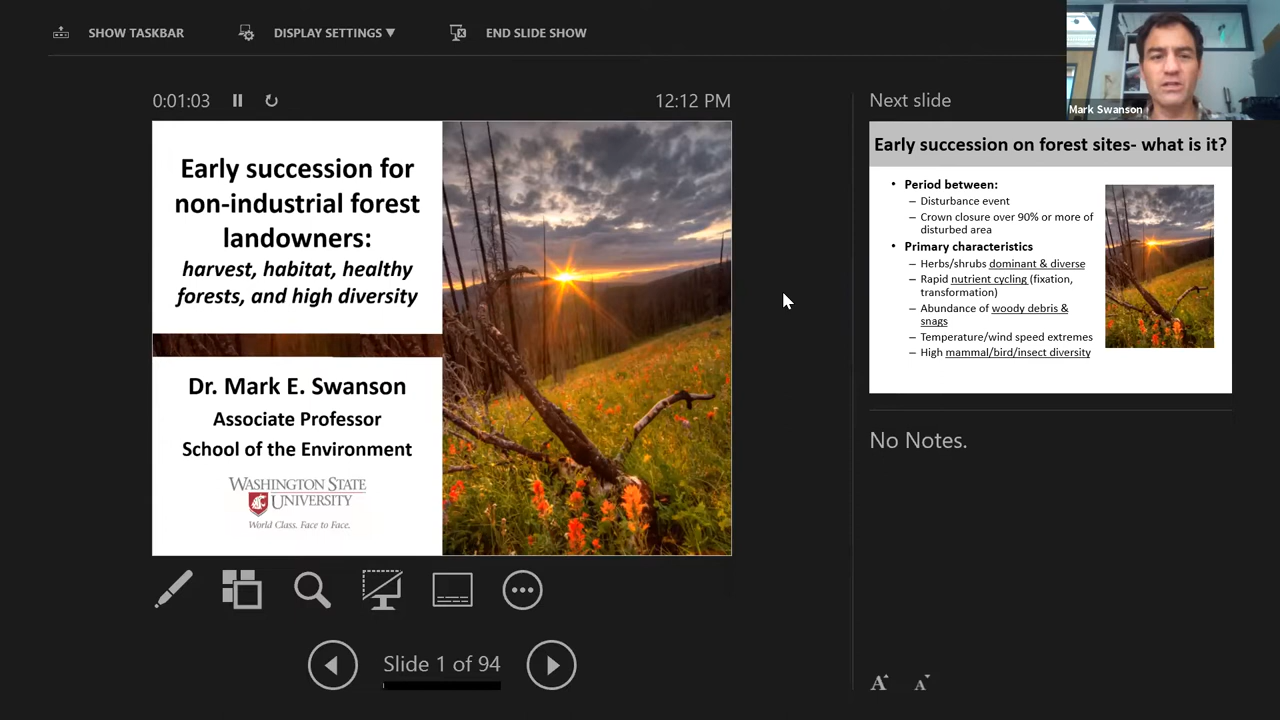 SHOW TASKBAR
DISPLAY SETTINGS ▼
END SLIDE SHOW
Mark Swanson
0:01:03
12:12 PM
Early succession for
non-industrial forest
landowners:
harvest, habitat, healthy
forests, and high diversity
Dr. Mark E. Swanson
Associate Professor
School of the Environment
WASHINGTON STATE
UNIVERSITY
World Class. Face to Face.
Slide 1 of 94
Next slide
Early succession on forest sites- what is it?
• Period between:
– Disturbance event
– Crown closure over 90% or more of
disturbed area
• Primary characteristics
– Herbs/shrubs dominant & diverse
– Rapid nutrient cycling (fixation,
transformation)
– Abundance of woody debris &
snags
– Temperature/wind speed extremes
– High mammal/bird/insect diversity
No Notes.
A A